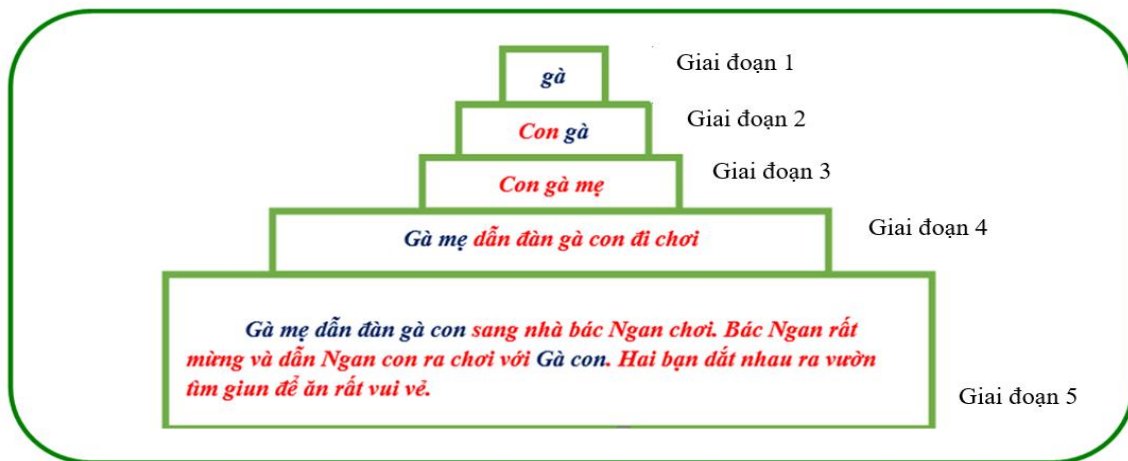 gà
Giai đoạn 1
Con gà
Giai đoạn 2
Con gà mẹ
Giai đoạn 3
Gà mẹ dẫn đàn gà con đi chơi
Giai đoạn 4
Gà mẹ dẫn đàn gà con sang nhà bác Ngan chơi. Bác Ngan rất
mừng và dẫn Ngan con ra chơi với Gà con. Hai bạn dắt nhau ra vườn
tìm giun để ăn rất vui vẻ.
Giai đoạn 5